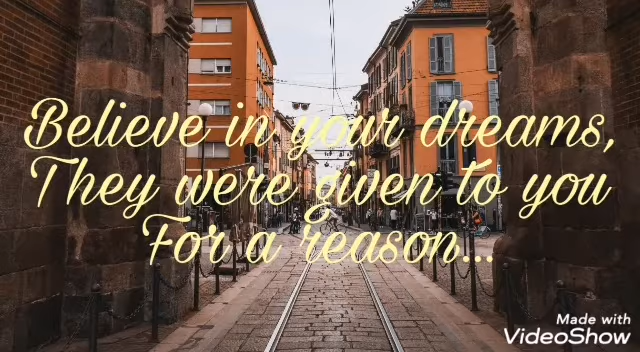 Believe in your dreams,
They were given to you
For a reason...
Made with
VideoShow